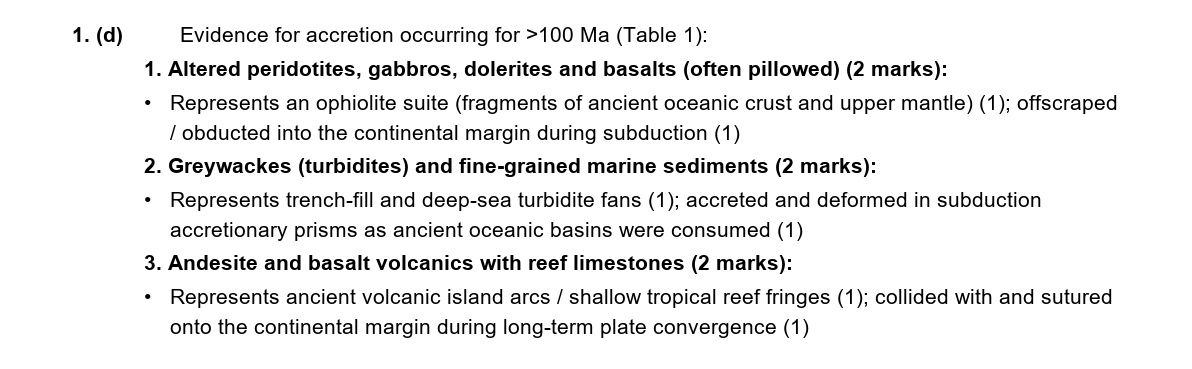 1. (d) Evidence for accretion occurring for >100 Ma (Table 1):
1. Altered peridotites, gabbros, dolerites and basalts (often pillowed) (2 marks):
• Represents an ophiolite suite (fragments of ancient oceanic crust and upper mantle) (1); offscraped
/ obducted into the continental margin during subduction (1)
2. Greywackes (turbidites) and fine-grained marine sediments (2 marks):
• Represents trench-fill and deep-sea turbidite fans (1); accreted and deformed in subduction
accretionary prisms as ancient oceanic basins were consumed (1)
3. Andesite and basalt volcanics with reef limestones (2 marks):
• Represents ancient volcanic island arcs / shallow tropical reef fringes (1); collided with and sutured
onto the continental margin during long-term plate convergence (1)